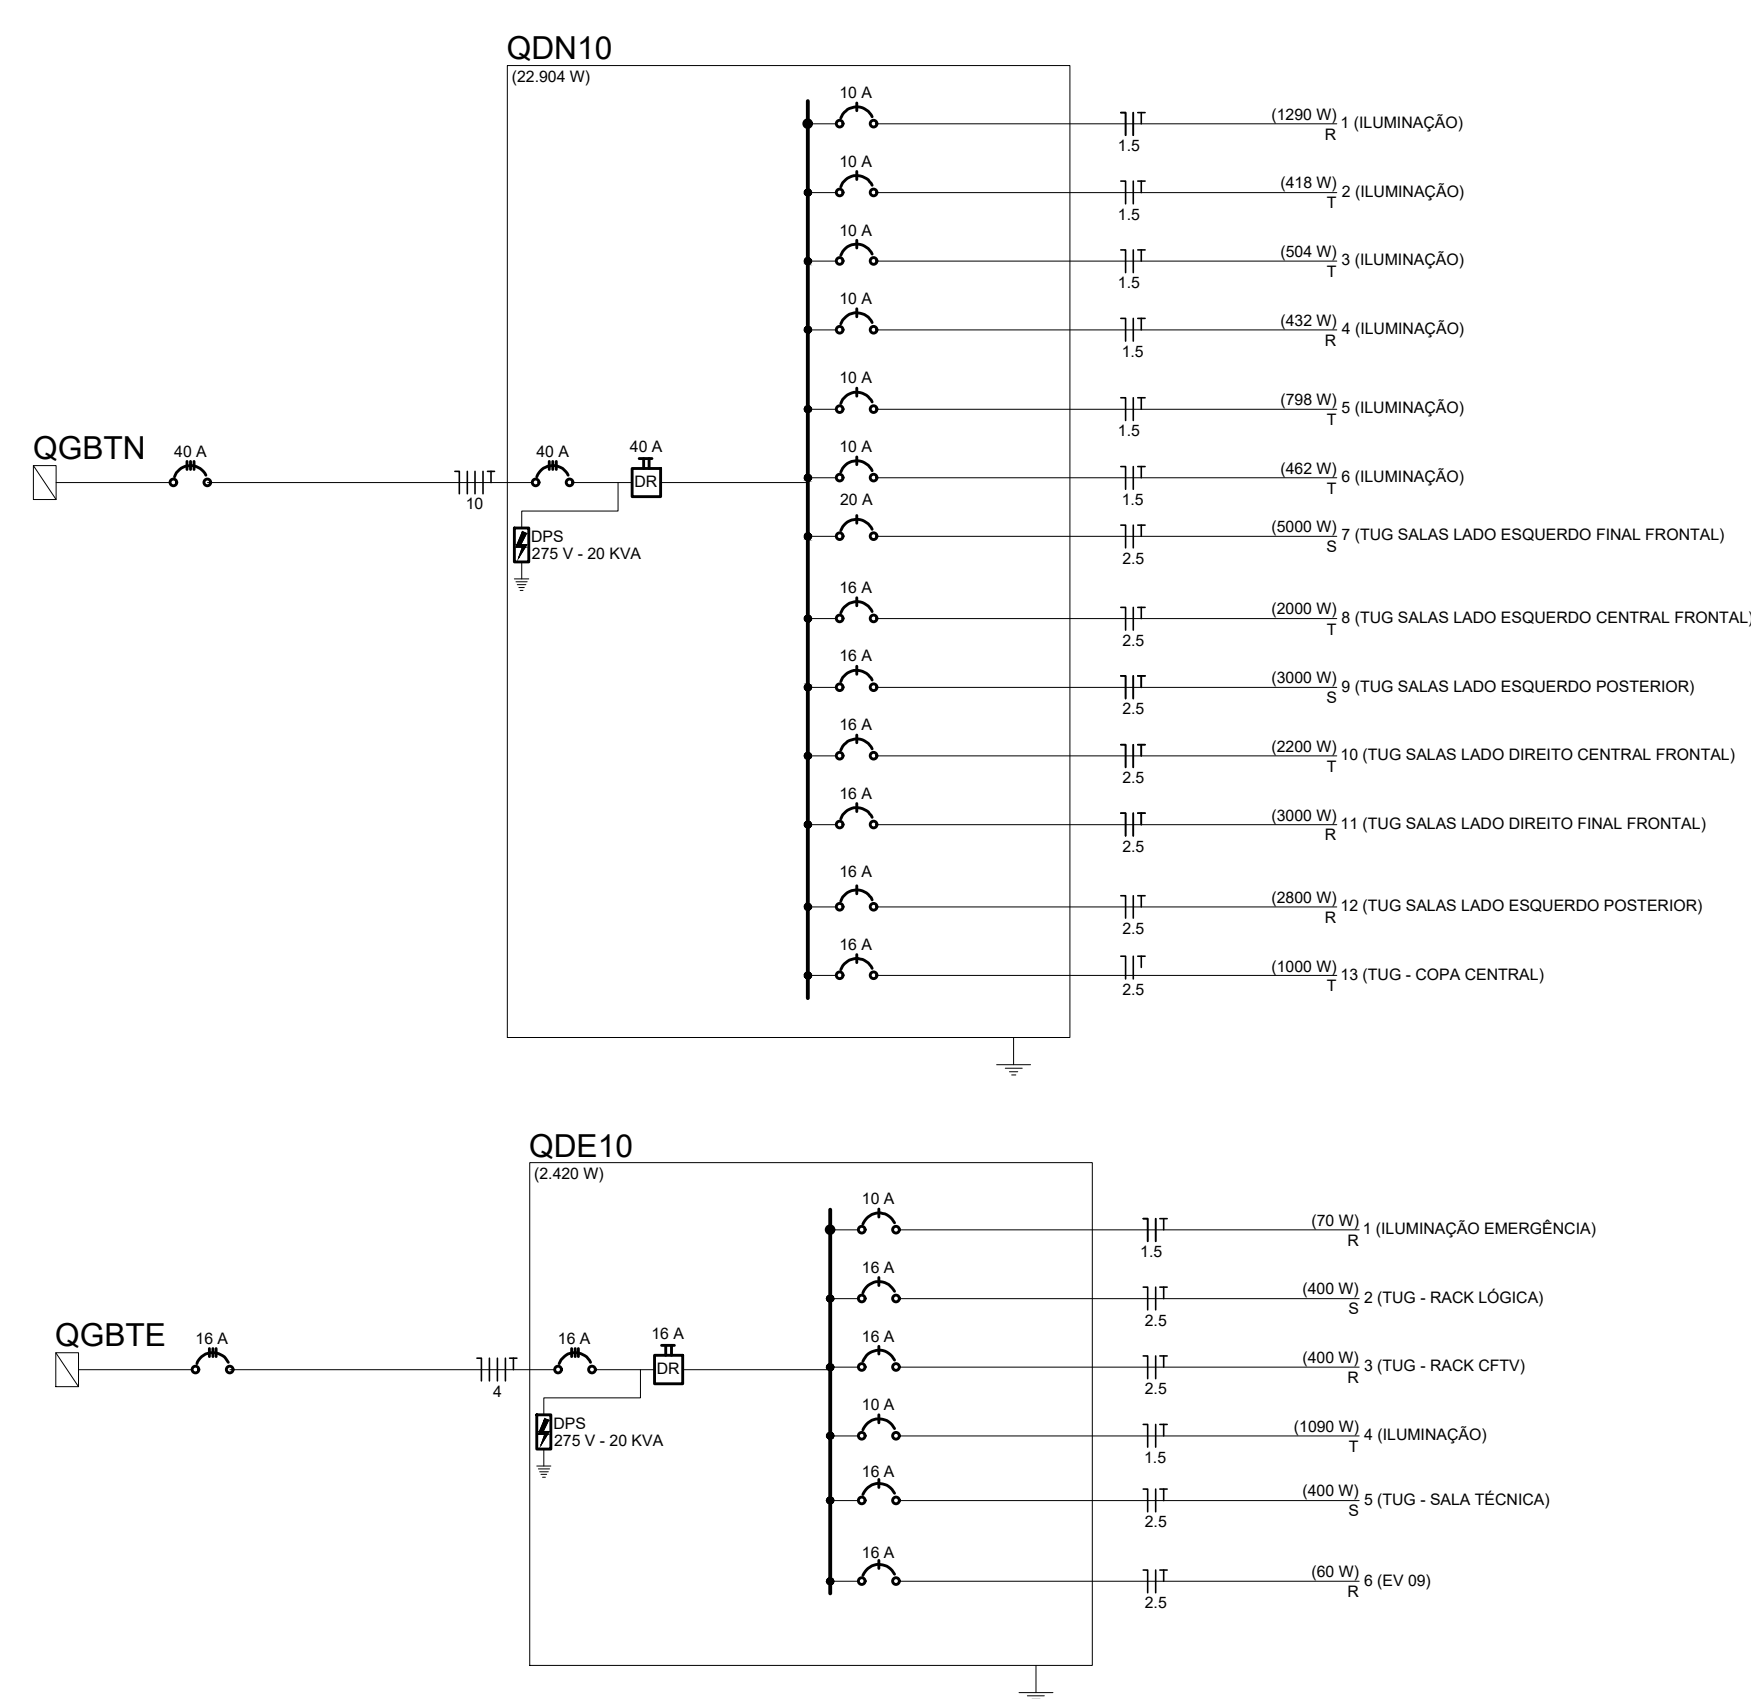 QDN10
(22.904 W)
10 A
1.5
(1290 W)
R
1 (ILUMINAÇÃO)
10 A
1.5
(418 W)
T
2 (ILUMINAÇÃO)
10 A
1.5
(504 W)
T
3 (ILUMINAÇÃO)
10 A
1.5
(432 W)
R
4 (ILUMINAÇÃO)
10 A
1.5
(798 W)
T
5 (ILUMINAÇÃO)
QGBTN
40 A
10
40 A
40 A
DR
DPS
275 V - 20 KVA
10 A
1.5
(462 W)
T
6 (ILUMINAÇÃO)
20 A
2.5
(5000 W)
S
7 (TUG SALAS LADO ESQUERDO FINAL FRONTAL)
16 A
2.5
(2000 W)
T
8 (TUG SALAS LADO ESQUERDO CENTRAL FRONTAL)
16 A
2.5
(3000 W)
S
9 (TUG SALAS LADO ESQUERDO POSTERIOR)
16 A
2.5
(2200 W)
T
10 (TUG SALAS LADO DIREITO CENTRAL FRONTAL)
16 A
2.5
(3000 W)
R
11 (TUG SALAS LADO DIREITO FINAL FRONTAL)
16 A
2.5
(2800 W)
R
12 (TUG SALAS LADO ESQUERDO POSTERIOR)
16 A
2.5
(1000 W)
T
13 (TUG - COPA CENTRAL)
QDE10
(2.420 W)
10 A
1.5
(70 W)
R
1 (ILUMINAÇÃO EMERGÊNCIA)
16 A
2.5
(400 W)
S
2 (TUG - RACK LÓGICA)
QGBTE
16 A
4
16 A
16 A
DR
DPS
275 V - 20 KVA
16 A
2.5
(400 W)
R
3 (TUG - RACK CFTV)
10 A
1.5
(1090 W)
T
4 (ILUMINAÇÃO)
16 A
2.5
(400 W)
S
5 (TUG - SALA TÉCNICA)
16 A
2.5
(60 W)
R
6 (EV 09)